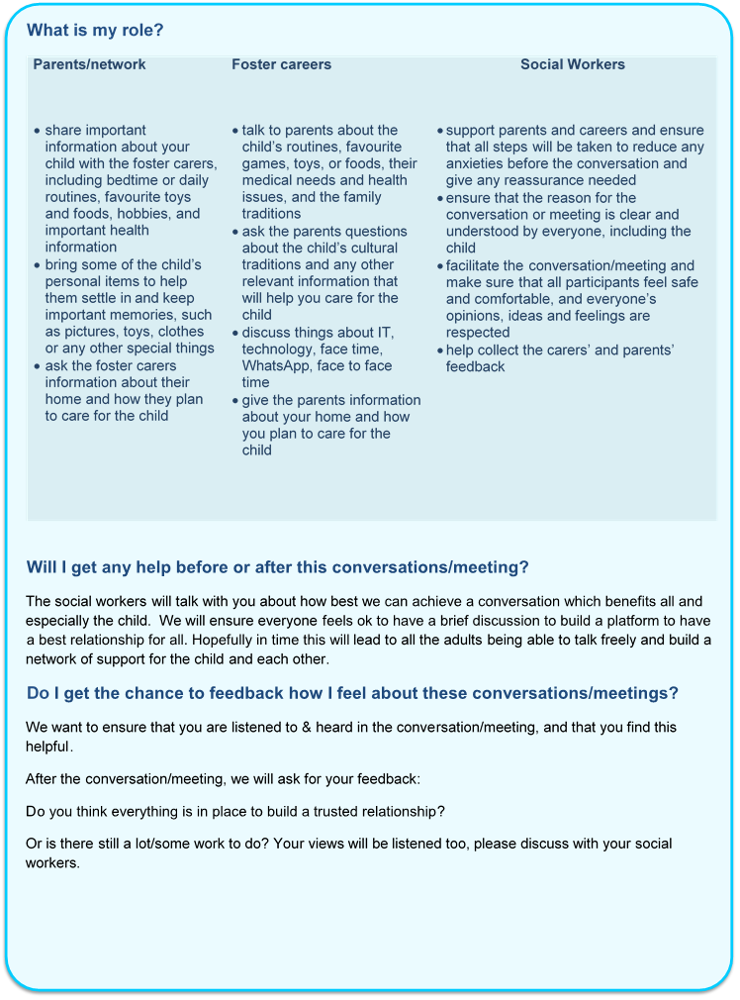 What is my role?
Parents/network
Foster careers
Social Workers
• share important
information about your
child with the foster carers,
including bedtime or daily
routines, favourite toys
and foods, hobbies, and
important health
information
• bring some of the child's
personal items to help
them settle in and keep
important memories, such
as pictures, toys, clothes
or any other special things
• ask the foster carers
information about their
home and how they plan
to care for the child
• talk to parents about the
child's routines, favourite
games, toys, or foods, their
medical needs and health
issues, and the family
traditions
• ask the parents questions
about the child's cultural
traditions and any other
relevant information that
will help you care for the
child
• discuss things about IT,
technology, face time,
WhatsApp, face to face
time
• give the parents information
about your home and how
you plan to care for the
child
• support parents and careers and ensure
that all steps will be taken to reduce any
anxieties before the conversation and
give any reassurance needed
• ensure that the reason for the
conversation or meeting is clear and
understood by everyone, including the
child
• facilitate the conversation/meeting and
make sure that all participants feel safe
and comfortable, and everyone's
opinions, ideas and feelings are
respected
• help collect the carers' and parents'
feedback
Will I get any help before or after this conversations/meeting?
The social workers will talk with you about how best we can achieve a conversation which benefits all and
especially the child.  We will ensure everyone feels ok to have a brief discussion to build a platform to have
a best relationship for all. Hopefully in time this will lead to all the adults being able to talk freely and build a
network of support for the child and each other.
Do I get the chance to feedback how I feel about these conversations/meetings?
We want to ensure that you are listened to & heard in the conversation/meeting, and that you find this
helpful.
After the conversation/meeting, we will ask for your feedback:
Do you think everything is in place to build a trusted relationship?
Or is there still a lot/some work to do? Your views will be listened too, please discuss with your social
workers.